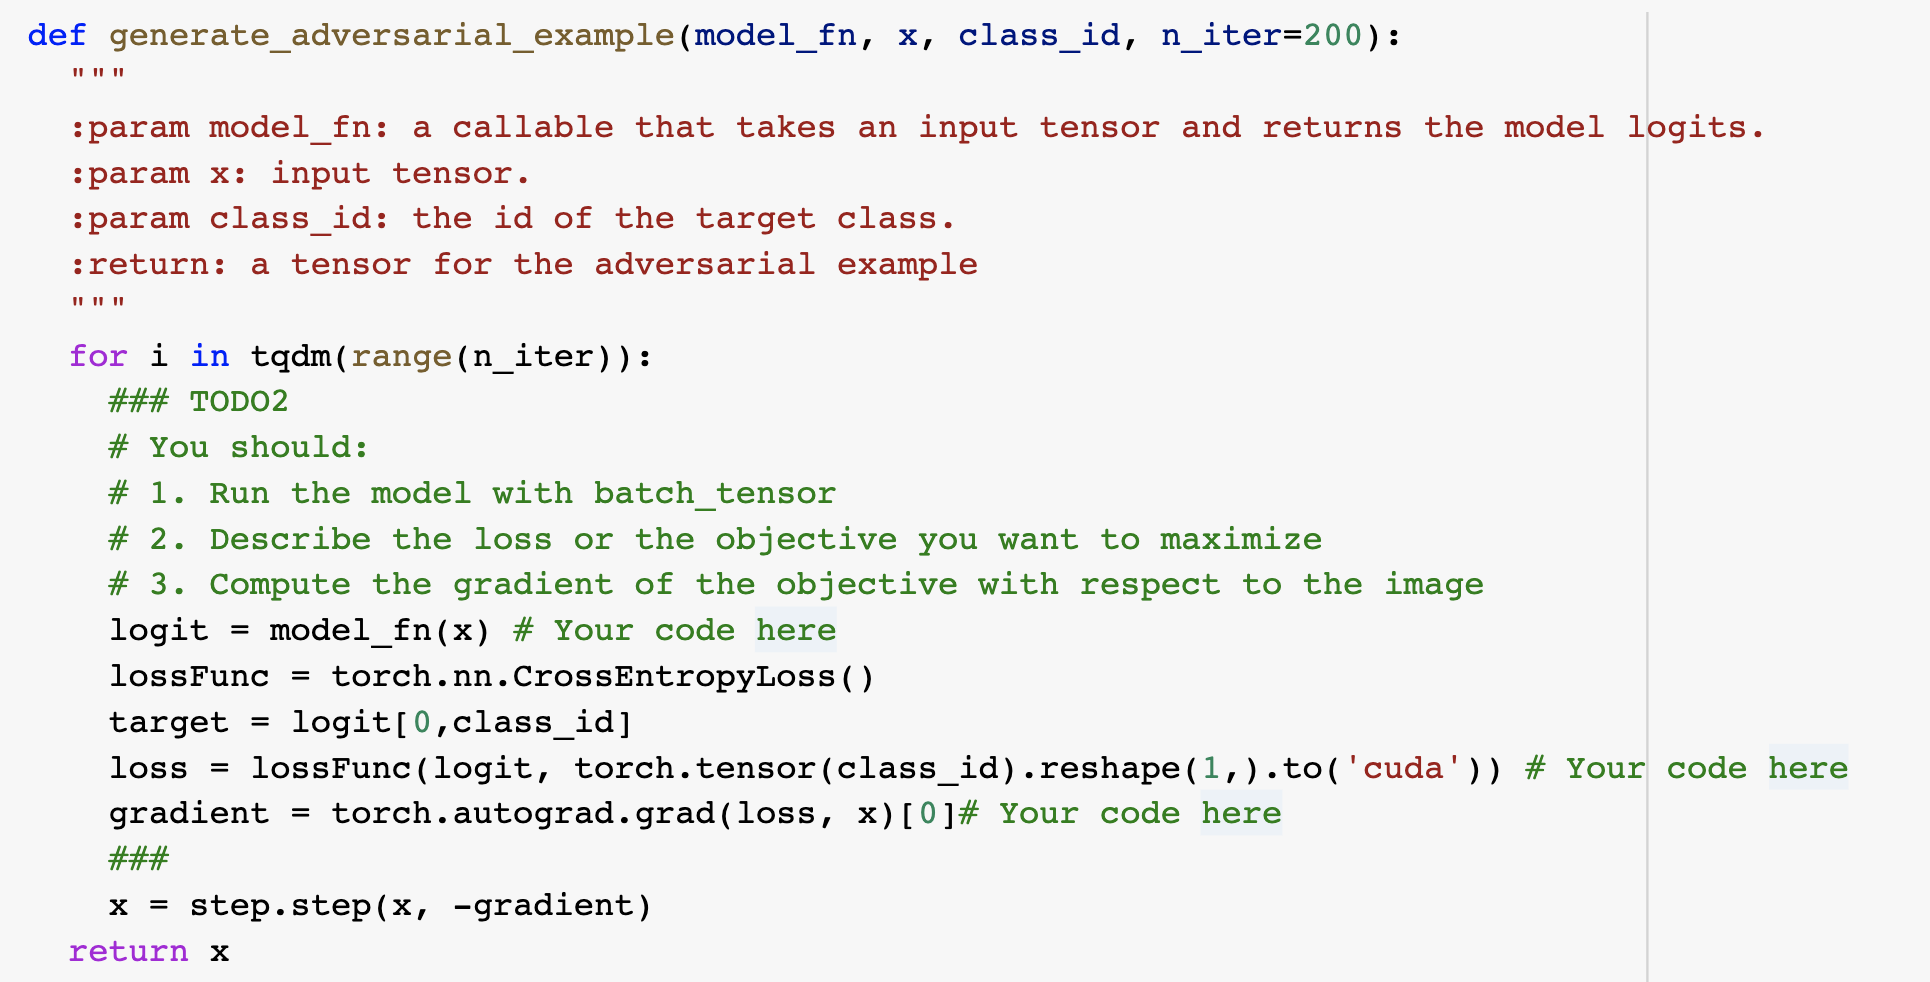 def generate_adversarial_example(model_fn, x, class_id, n_iter=200):
  """
  :param model_fn: a callable that takes an input tensor and returns the model logits.
  :param x: input tensor.
  :param class_id: the id of the target class.
  :return: a tensor for the adversarial example
  """
  for i in tqdm(range(n_iter)):
    ### TODO2
    # You should:
    # 1. Run the model with batch_tensor
    # 2. Describe the loss or the objective you want to maximize
    # 3. Compute the gradient of the objective with respect to the image
    logit = model_fn(x) # Your code here
    lossFunc = torch.nn.CrossEntropyLoss()
    target = logit[0,class_id]
    loss = lossFunc(logit, torch.tensor(class_id).reshape(1,).to('cuda')) # Your code here
    gradient = torch.autograd.grad(loss, x)[0]# Your code here
    ###
    x = step.step(x, -gradient)
  return x